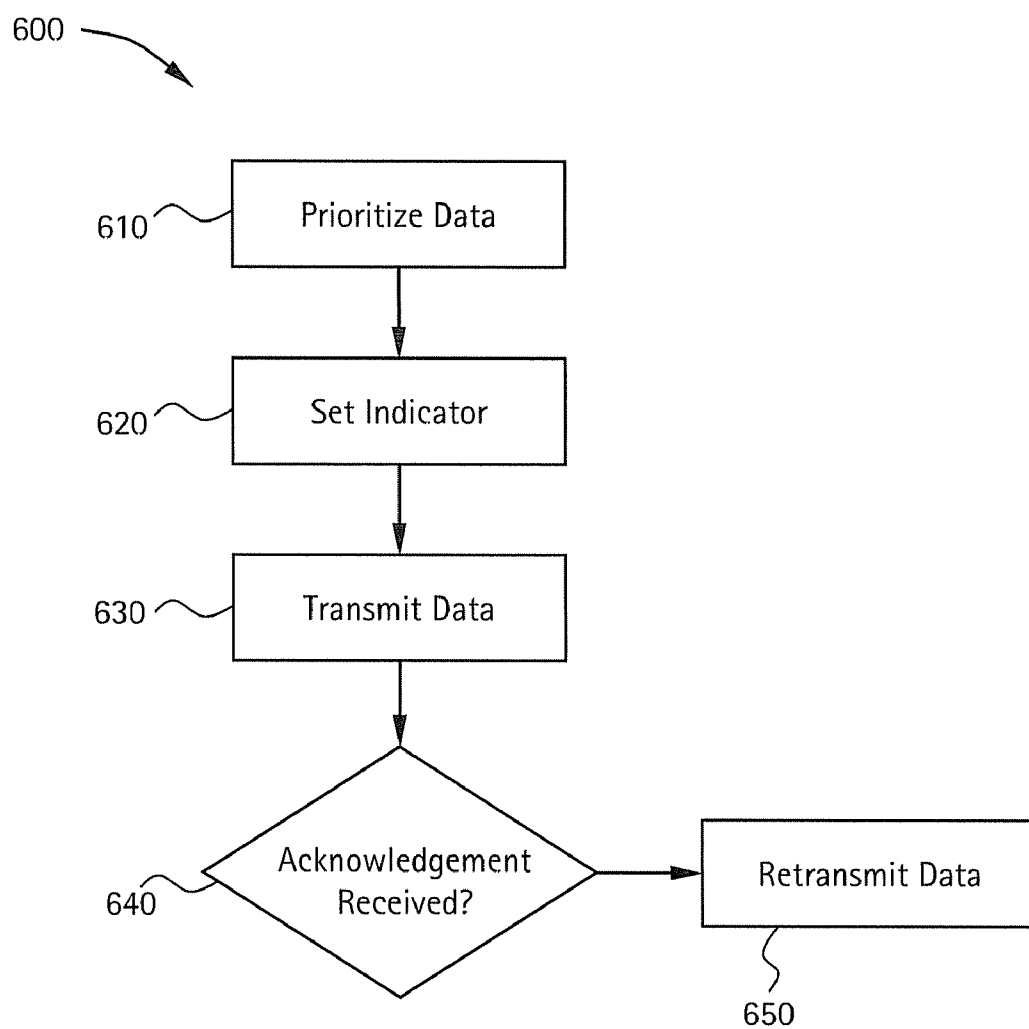 600
Prioritize Data
610
Set Indicator
620
Transmit Data
630
Acknowledgement
Received?
640
Retransmit Data
650